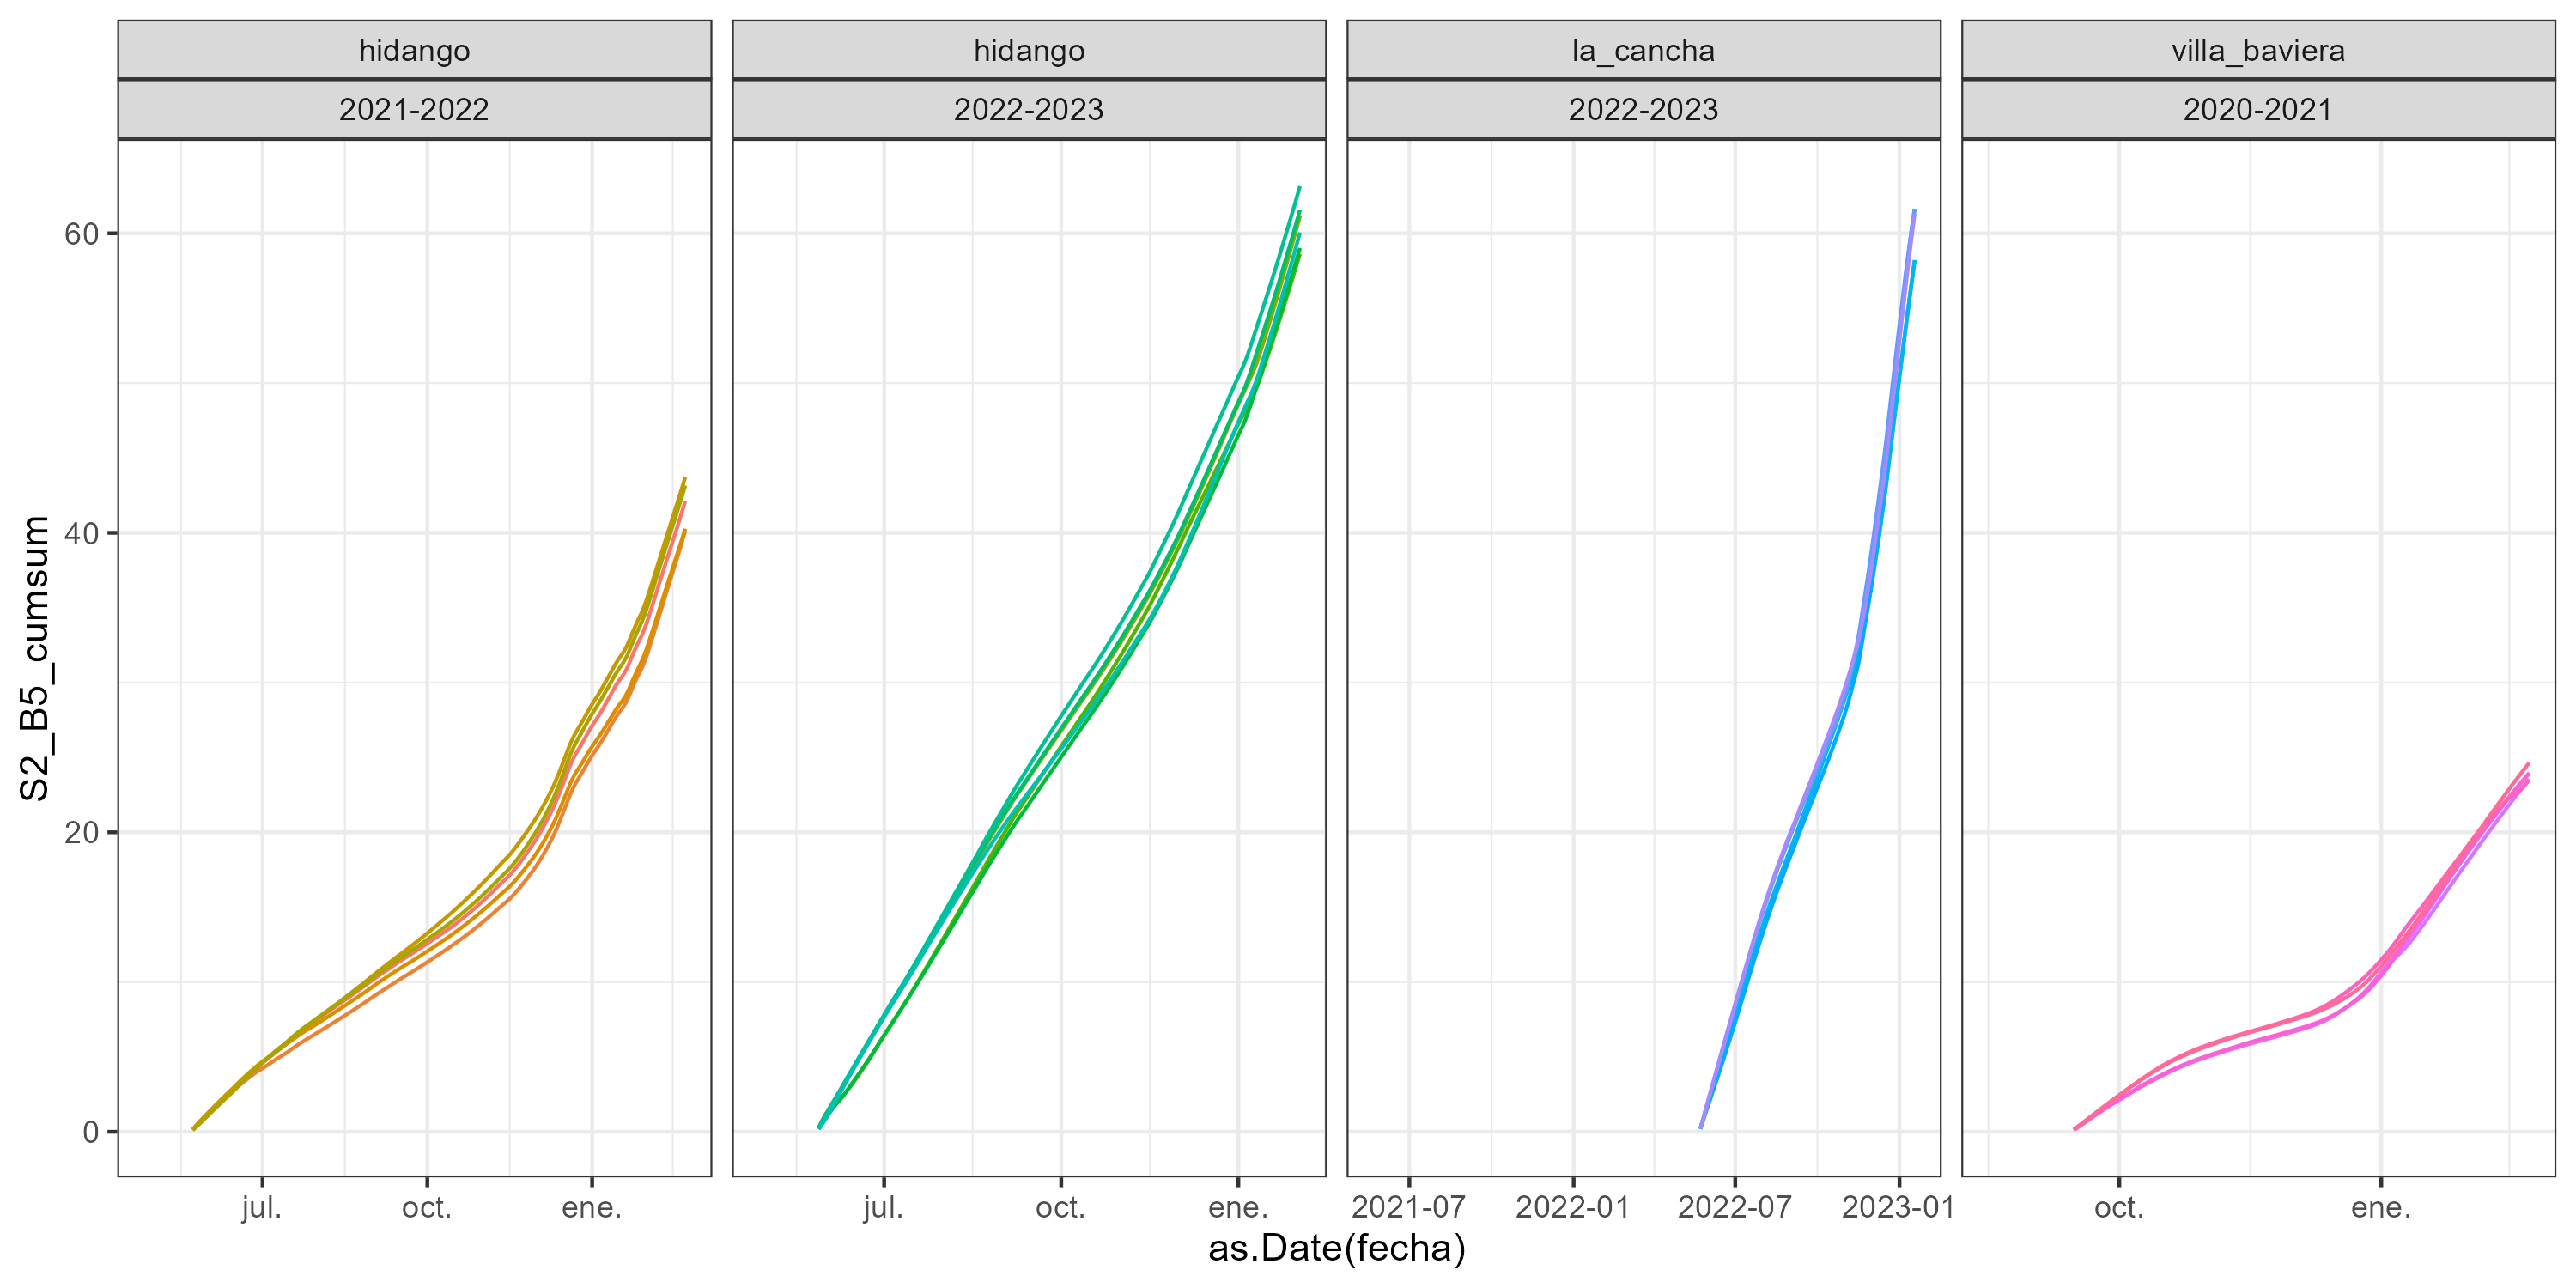 hidango hidango la_cancha villa_baviera
2021-2022 2022-2023 2022-2023 2020-2021
S2_B5_cumsum
60
40
20
0
jul. oct. ene. jul. oct. ene. 2021-07 2022-01 2022-07 2023-01 oct. ene.
as.Date(fecha)